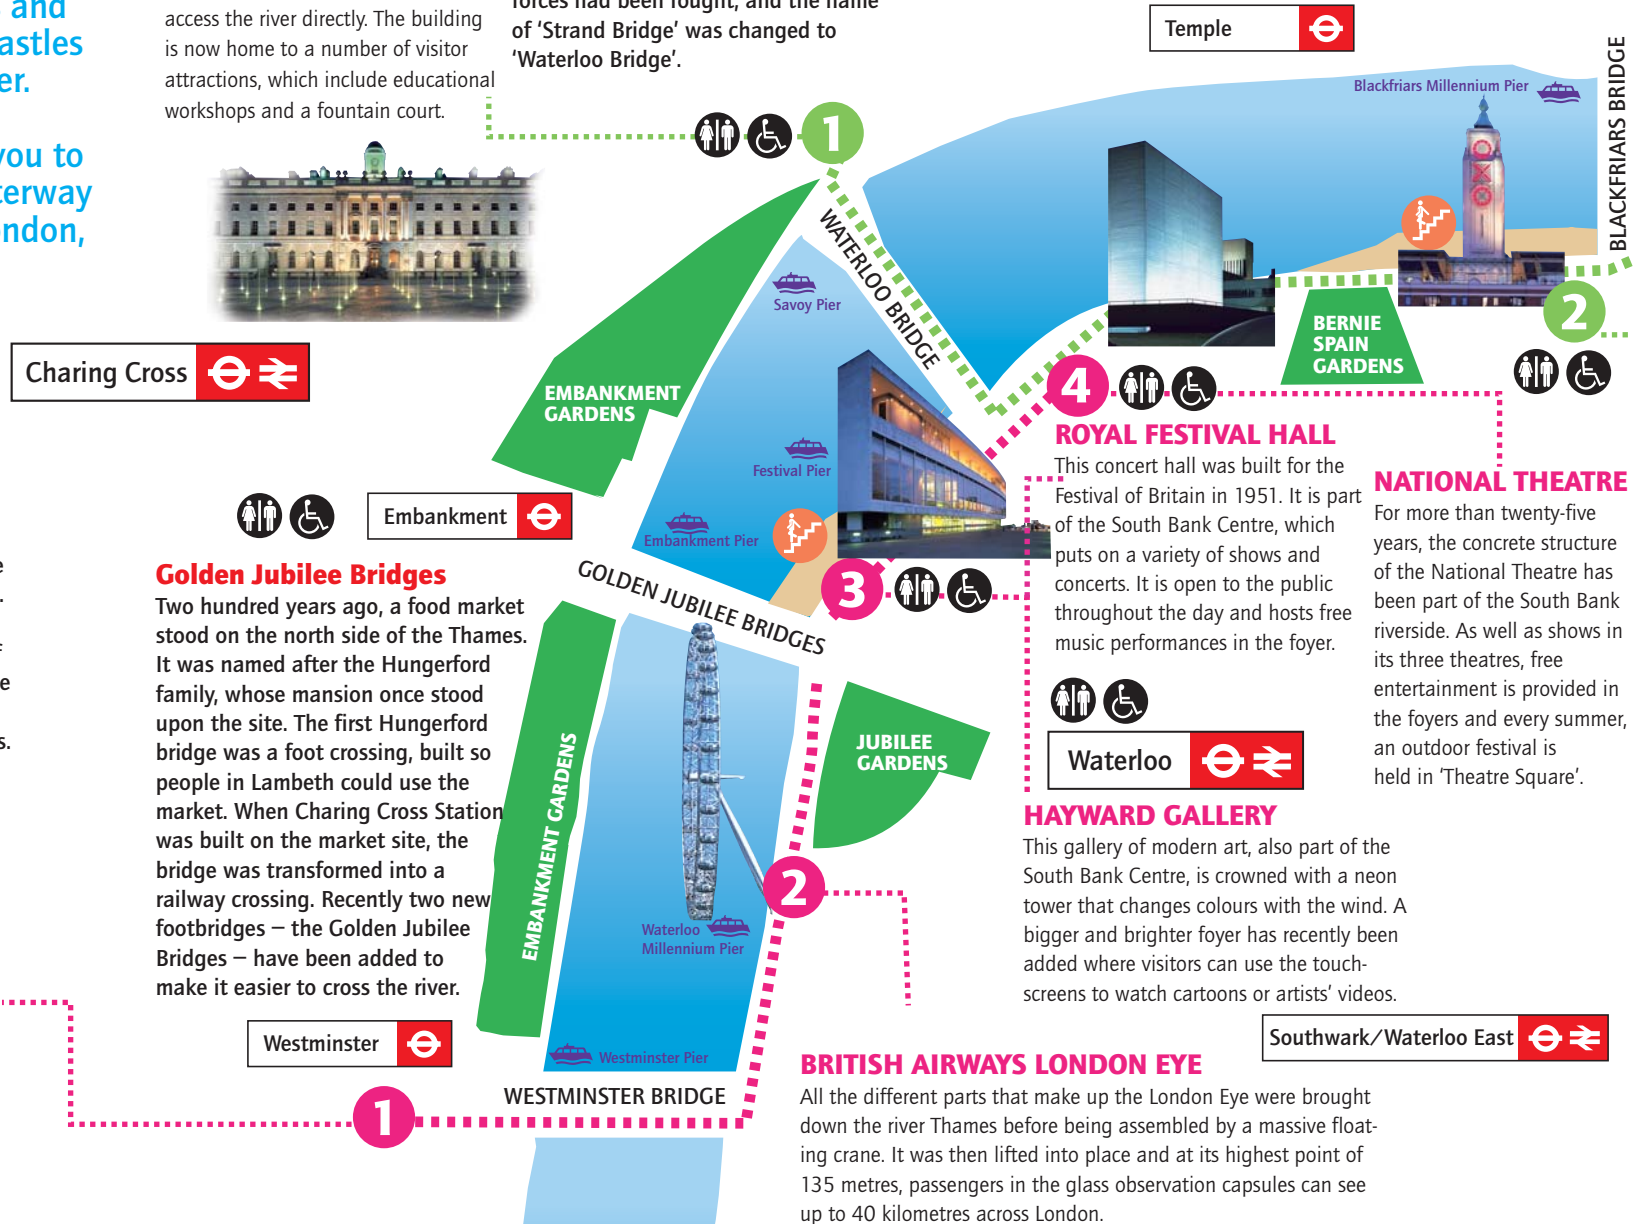 s and
astles
er.
you to
terway
ondon,
access the river directly. The building
is now home to a number of visitor
attractions, which include educational
workshops and a fountain court.
forces had been fought, and the name
of ‘Strand Bridge’ was changed to
‘Waterloo Bridge’.
Temple
Blackfriars Millennium Pier
BLACKFRIARS BRIDGE
1
WATERLOO BRIDGE
OXO
Savoy Pier
2
BERNIE
SPAIN
GARDENS
Charing Cross
EMBANKMENT
GARDENS
4
Festival Pier
ROYAL FESTIVAL HALL
This concert hall was built for the
Festival of Britain in 1951. It is part
of the South Bank Centre, which
puts on a variety of shows and
concerts. It is open to the public
throughout the day and hosts free
music performances in the foyer.
NATIONAL THEATRE
For more than twenty-five
years, the concrete structure
of the National Theatre has
been part of the South Bank
riverside. As well as shows in
its three theatres, free
entertainment is provided in
the foyers and every summer,
an outdoor festival is
held in ‘Theatre Square’.
Embankment
Embankment Pier
3
GOLDEN JUBILEE BRIDGES
e
.
f
e
s.
Golden Jubilee Bridges
Two hundred years ago, a food market
stood on the north side of the Thames.
It was named after the Hungerford
family, whose mansion once stood
upon the site. The first Hungerford
bridge was a foot crossing, built so
people in Lambeth could use the
market. When Charing Cross Station
was built on the market site, the
bridge was transformed into a
railway crossing. Recently two new
footbridges – the Golden Jubilee
Bridges – have been added to
make it easier to cross the river.
EMBANKMENT GARDENS
JUBILEE
GARDENS
Waterloo
HAYWARD GALLERY
This gallery of modern art, also part of the
South Bank Centre, is crowned with a neon
tower that changes colours with the wind. A
bigger and brighter foyer has recently been
added where visitors can use the touch-
screens to watch cartoons or artists’ videos.
2
Waterloo
Millennium Pier
Westminster
Westminster Pier
Southwark/Waterloo East
1
WESTMINSTER BRIDGE
BRITISH AIRWAYS LONDON EYE
All the different parts that make up the London Eye were brought
down the river Thames before being assembled by a massive float-
ing crane. It was then lifted into place and at its highest point of
135 metres, passengers in the glass observation capsules can see
up to 40 kilometres across London.